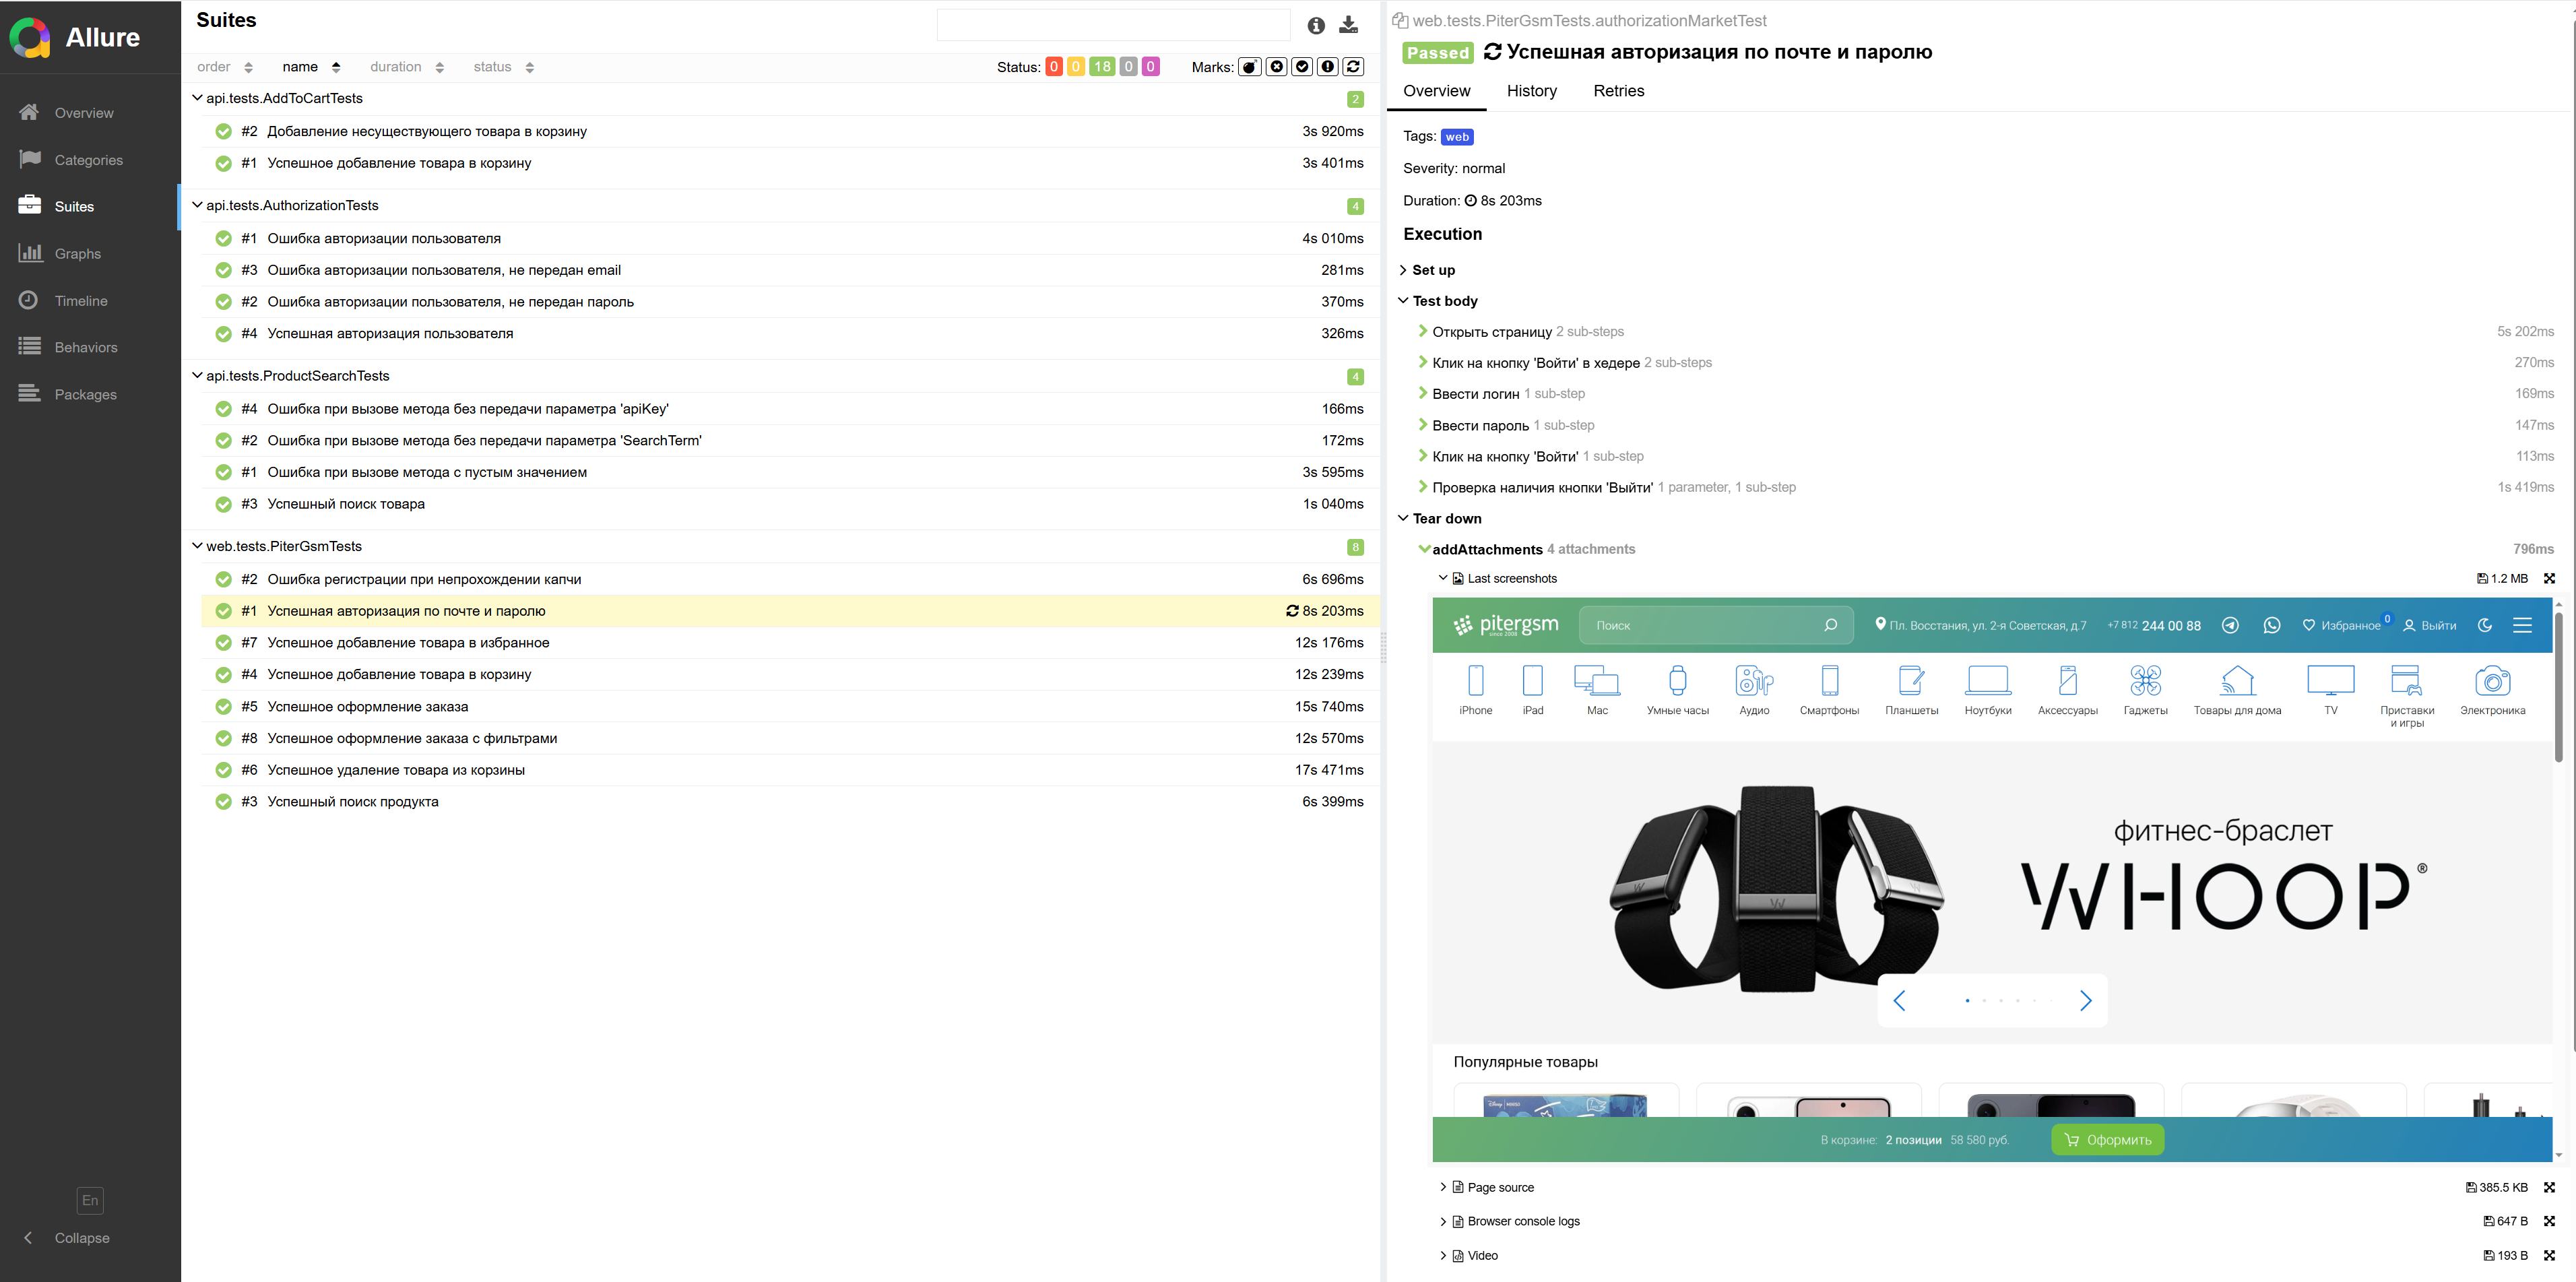 Allure
Overview
Categories
Suites
Graphs
Timeline
Behaviors
Packages
En
Collapse
Suites
order name duration status
Status: 0 0 18 0 0 Marks:
api.tests.AddToCartTests 2
#2 Добавление несуществующего товара в корзину 3s 920ms
#1 Успешное добавление товара в корзину 3s 401ms
api.tests.AuthorizationTests 4
#1 Ошибка авторизации пользователя 4s 010ms
#3 Ошибка авторизации пользователя, не передан email 281ms
#2 Ошибка авторизации пользователя, не передан пароль 370ms
#4 Успешная авторизация пользователя 326ms
api.tests.ProductSearchTests 4
#4 Ошибка при вызове метода без передачи параметра 'apiKey' 166ms
#2 Ошибка при вызове метода без передачи параметра 'SearchTerm' 172ms
#1 Ошибка при вызове метода с пустым значением 3s 595ms
#3 Успешный поиск товара 1s 040ms
web.tests.PiterGsmTests 8
#2 Ошибка регистрации при непрохождении капчи 6s 696ms
#1 Успешная авторизация по почте и паролю 8s 203ms
#7 Успешное добавление товара в избранное 12s 176ms
#4 Успешное добавление товара в корзину 12s 239ms
#5 Успешное оформление заказа 15s 740ms
#8 Успешное оформление заказа с фильтрами 12s 570ms
#6 Успешное удаление товара из корзины 17s 471ms
#3 Успешный поиск продукта 6s 399ms
web.tests.PiterGsmTests.authorizationMarketTest
Passed Успешная авторизация по почте и паролю
Overview History Retries
Tags: web
Severity: normal
Duration: 8s 203ms
Execution
Set up
Test body
Открыть страницу 2 sub-steps 5s 202ms
Клик на кнопку 'Войти' в хедере 2 sub-steps 270ms
Ввести логин 1 sub-step 169ms
Ввести пароль 1 sub-step 147ms
Клик на кнопку 'Войти' 1 sub-step 113ms
Проверка наличия кнопки 'Выйти' 1 parameter, 1 sub-step 1s 419ms
Tear down
addAttachments 4 attachments 796ms
Last screenshots 1.2 MB
pitergsm Поиск Пл. Восстания, ул. 2-я Советская, д.7 +7 812 244 00 88 Избранное 0 Выйти
since 2008
iPhone iPad Mac Умные часы Аудио Смартфоны Планшеты Ноутбуки Аксессуары Гаджеты Товары для дома TV Приставки и игры Электроника
фитнес-браслет
WHOOP®
Популярные товары
В корзине: 2 позиции 58 580 руб. Оформить
Page source 385.5 KB
Browser console logs 647 B
Video 193 B